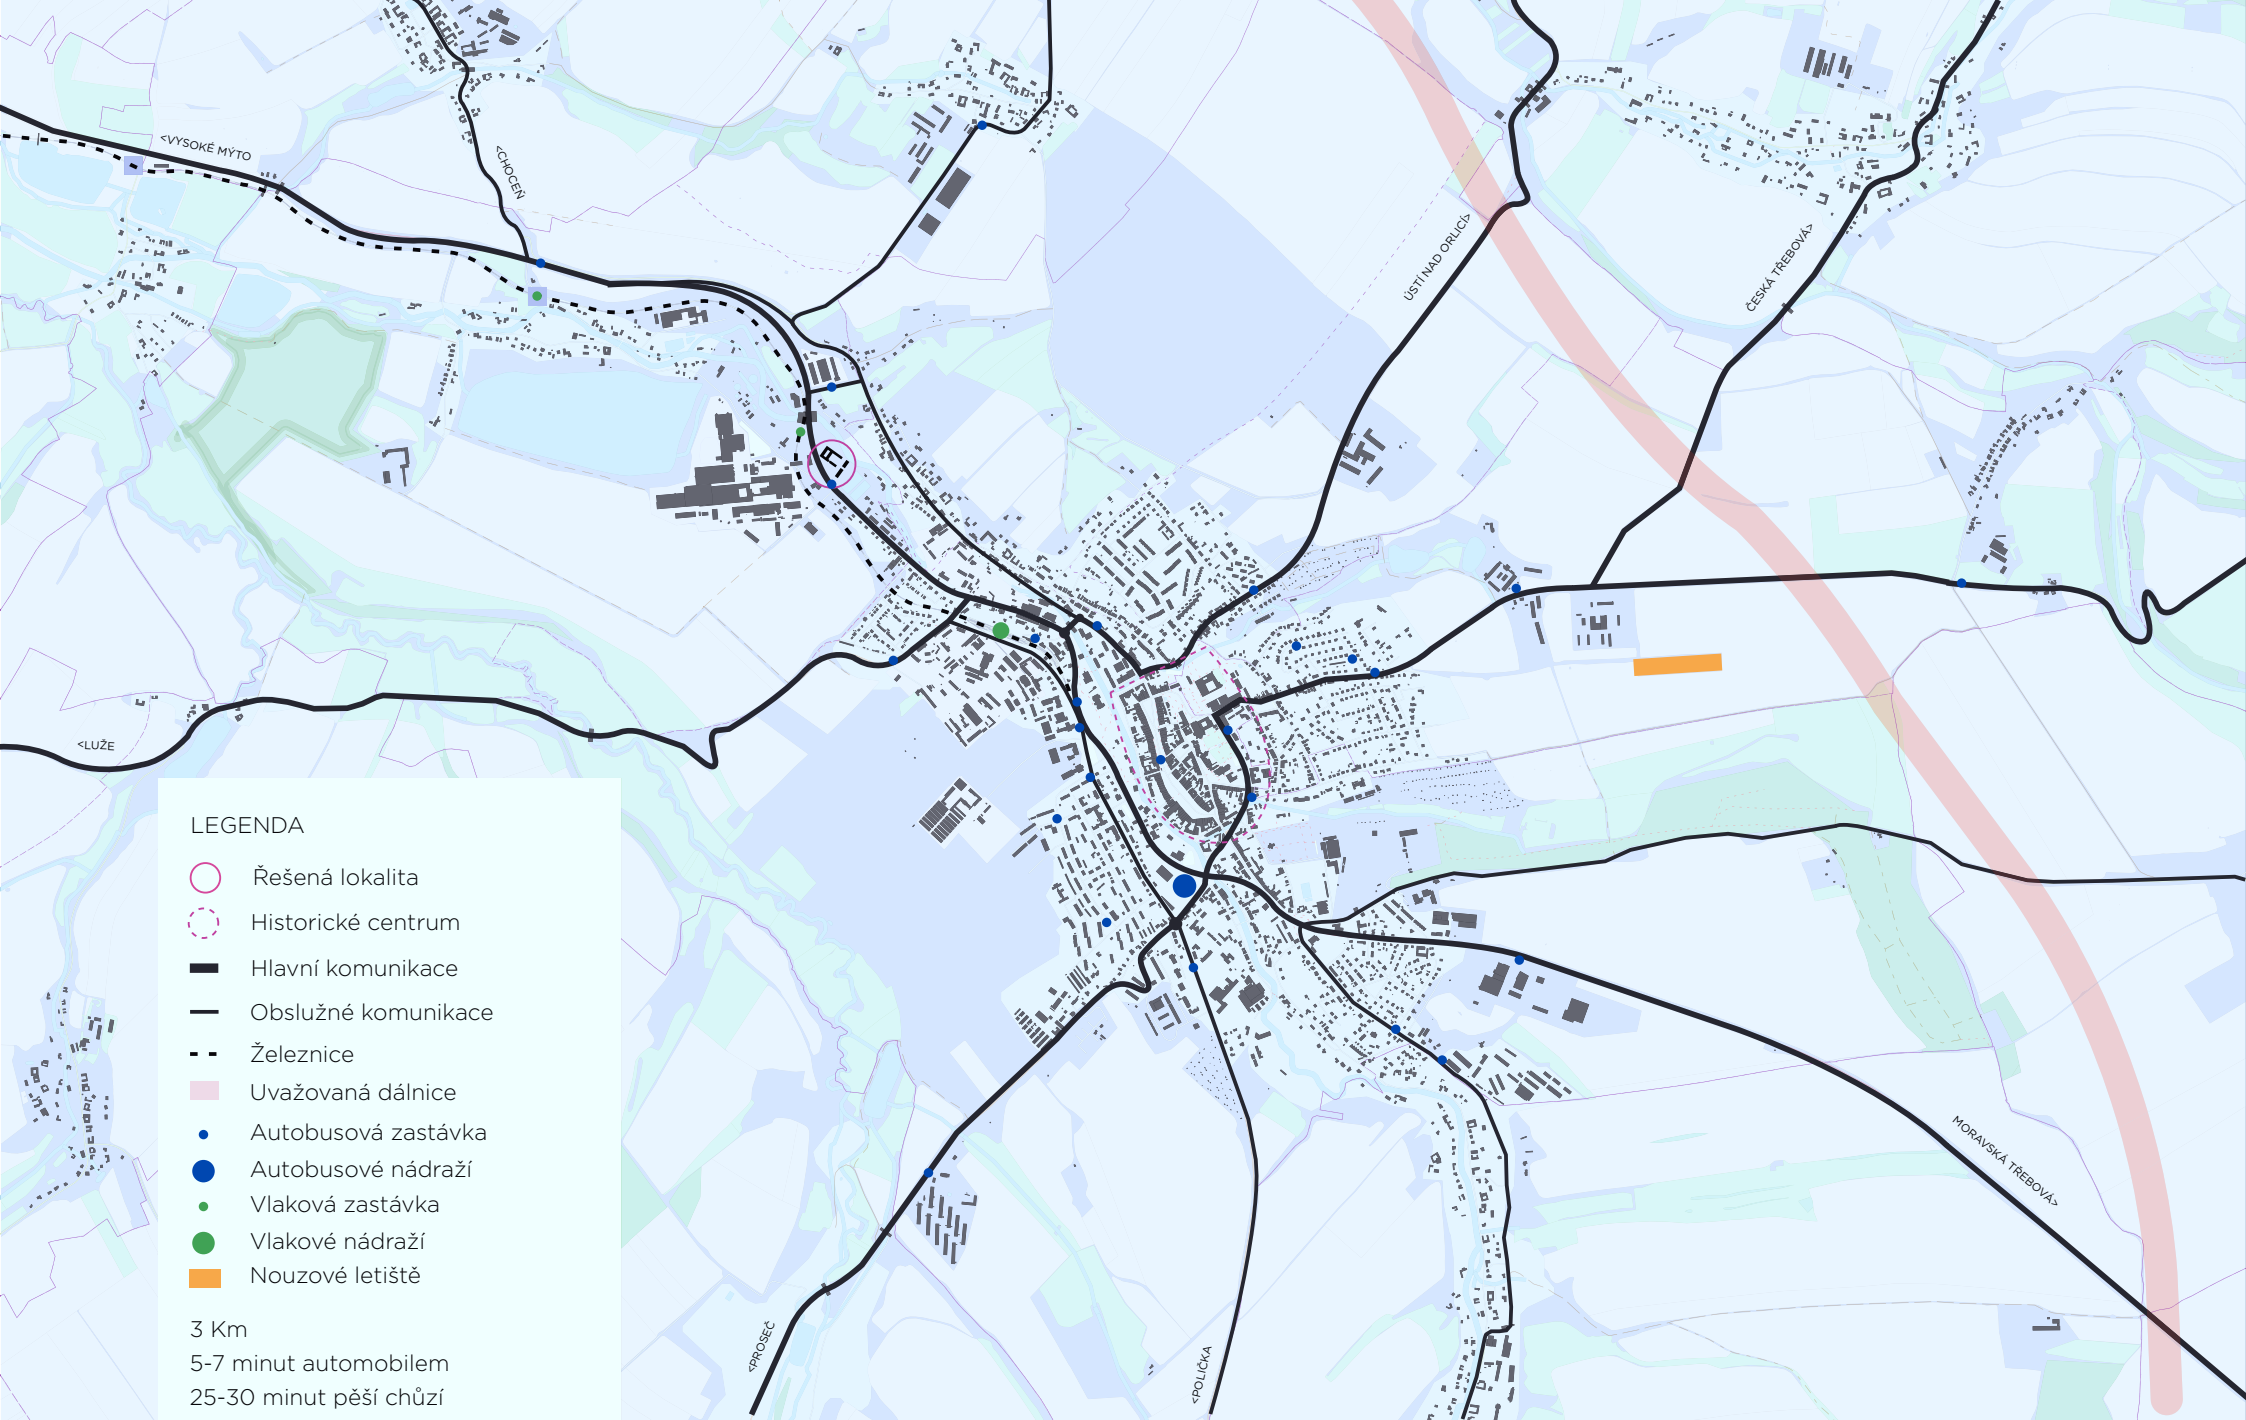 <VYSOKÉ MÝTO
<CHOCEŇ
ÚSTÍ NAD ORLICÍ>
ČESKÁ TŘEBOVÁ>
<LUŽE
MORAVSKÁ TŘEBOVÁ>
<PROSEČ
<POLIČKA
LEGENDA
Řešená lokalita
Historické centrum
Hlavní komunikace
Obslužné komunikace
Železnice
Uvažovaná dálnice
Autobusová zastávka
Autobusové nádraží
Vlaková zastávka
Vlakové nádraží
Nouzové letiště
3 Km
5-7 minut automobilem
25-30 minut pěší chůzí